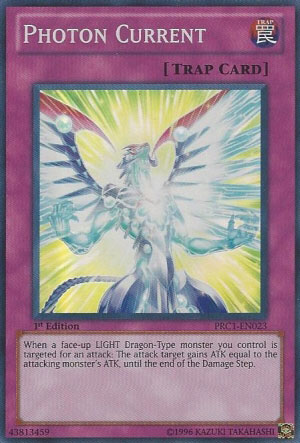 PHOTON CURRENT
TRAP
罠
[TRAP CARD]
1st Edition
PRC1-EN023
When a face-up LIGHT Dragon-Type monster you control is
targeted for an attack: The attack target gains ATK equal to the
attacking monster's ATK, until the end of the Damage Step.
43813459
©1996 KAZUKI TAKAHASHI